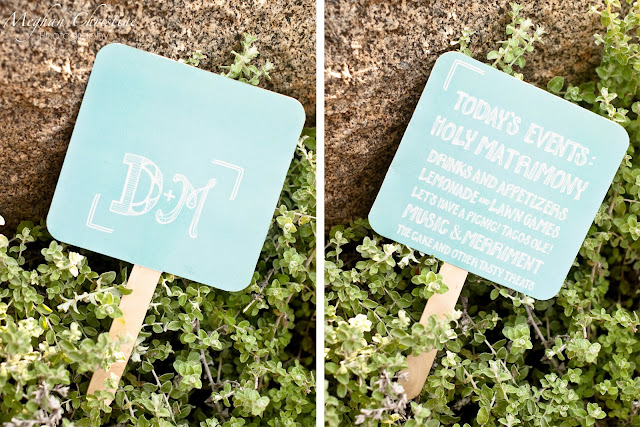 Meghan Christine
PHOTOGRAPHY
D+M
TODAY'S EVENTS:
HOLY MATRIMONY
DRINKS AND APPETIZERS
LEMONADE AND LAWN GAMES
LET'S HAVE A PICNIC! TACOS OLE!
MUSIC & MERRIMENT
THE CAKE AND OTHER TASTY TREATS